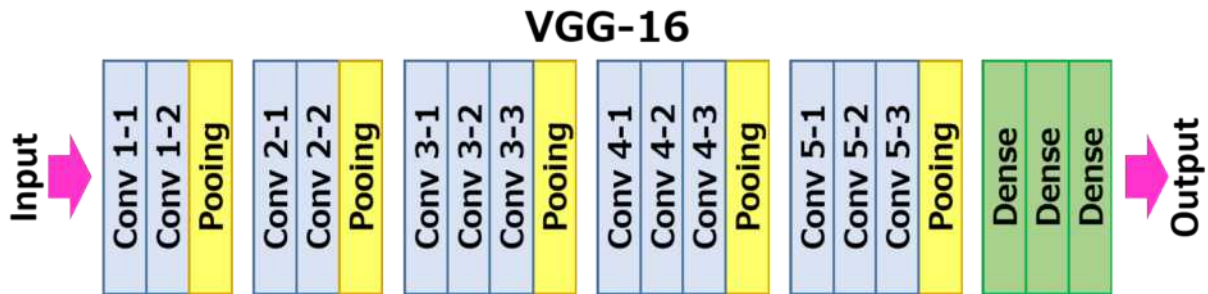 VGG-16
Input
Conv 1-1
Conv 1-2
Pooing
Conv 2-1
Conv 2-2
Pooing
Conv 3-1
Conv 3-2
Conv 3-3
Pooing
Conv 4-1
Conv 4-2
Conv 4-3
Pooing
Conv 5-1
Conv 5-2
Conv 5-3
Pooing
Dense
Dense
Dense
Output